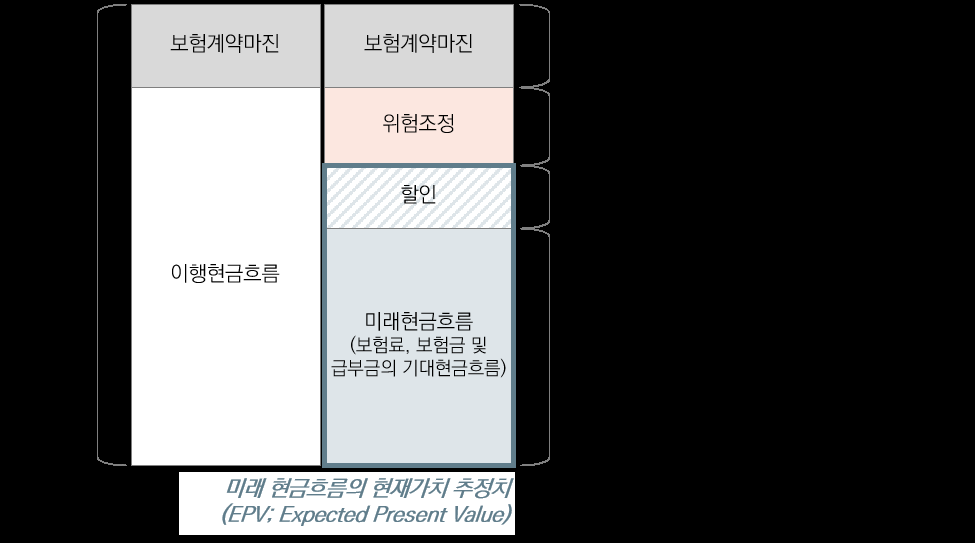 보험계약마진
보험계약마진
위험조정
할인
이행현금흐름
미래현금흐름
(보험료, 보험금 및
급부금의 기대현금흐름)
미래 현금흐름의 현재가치 추정치
(EPV; Expected Present Value)